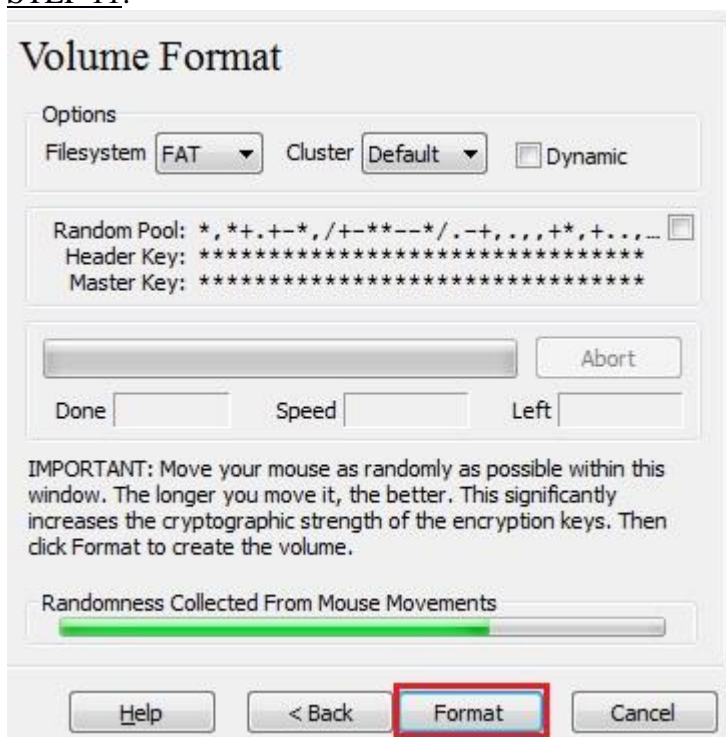 STEP 11:
Volume Format
Options
Filesystem FAT Cluster Default Dynamic
Random Pool: *,*+.+-*,/+-**--*/.-+,.,,+*,+..,…
Header Key: **********************************
Master Key: **********************************
Abort
Done Speed Left
IMPORTANT: Move your mouse as randomly as possible within this
window. The longer you move it, the better. This significantly
increases the cryptographic strength of the encryption keys. Then
click Format to create the volume.
Randomness Collected From Mouse Movements
Help < Back Format Cancel